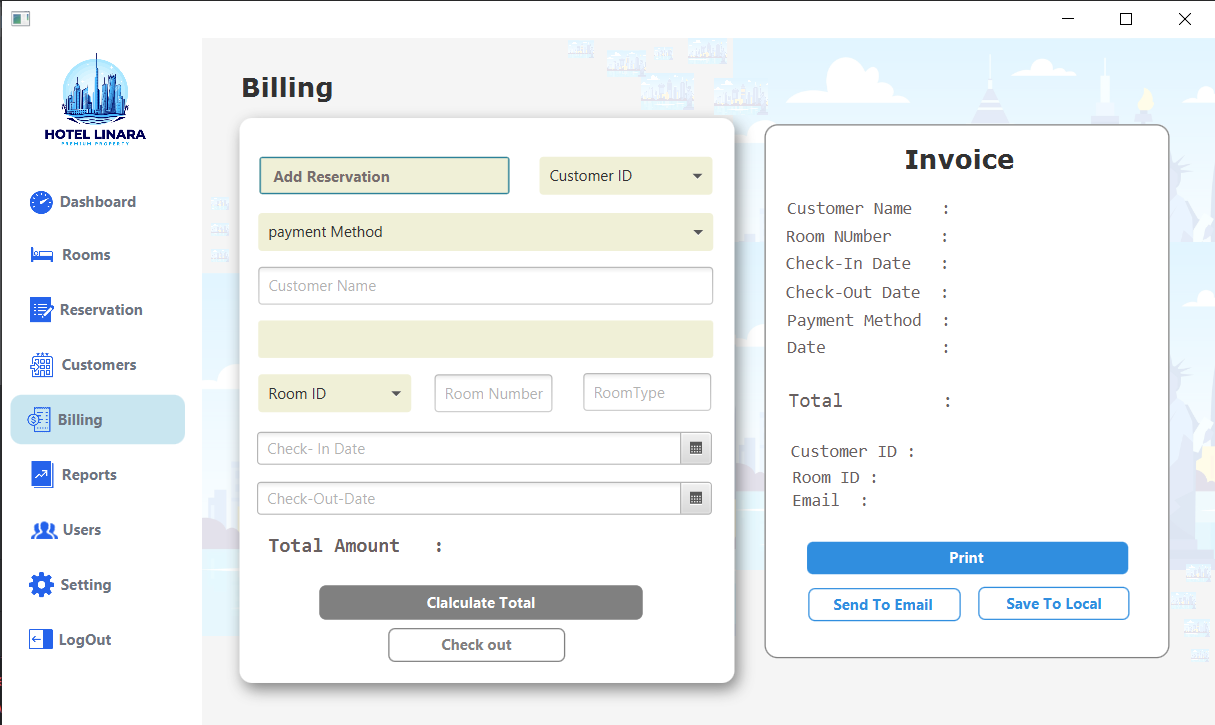 HOTEL LINARA
PREMIUM PROPERTY
Dashboard
Rooms
Reservation
Customers
Billing
Reports
Users
Setting
LogOut
Billing
Add Reservation
Customer ID
payment Method
Customer Name
Room ID
Room Number
RoomType
Check- In Date
Check-Out-Date
Total Amount :
Clalculate Total
Check out
Invoice
Customer Name :
Room NUmber :
Check-In Date :
Check-Out Date :
Payment Method :
Date :
Total :
Customer ID :
Room ID :
Email :
Print
Send To Email
Save To Local